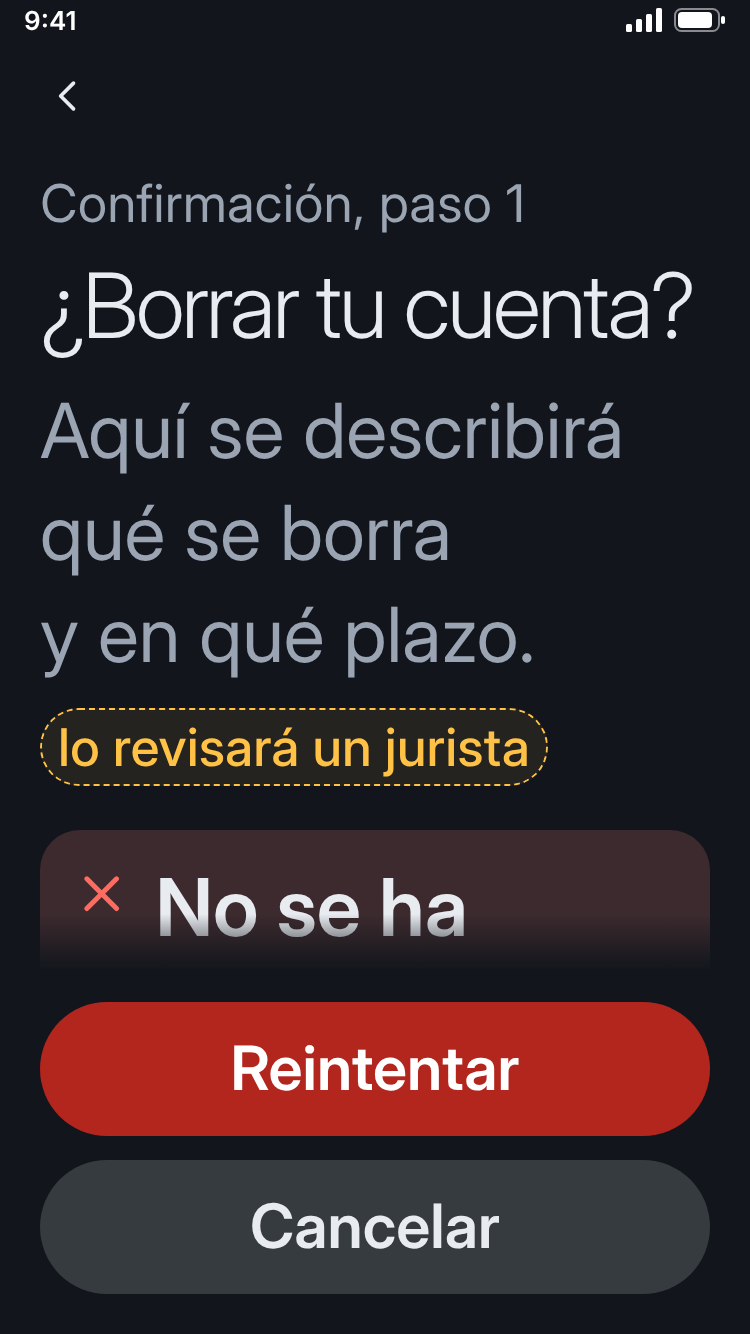 9:41
Confirmación, paso 1
¿Borrar tu cuenta?
Aquí se describirá
qué se borra
y en qué plazo.
lo revisará un jurista
No se ha
Reintentar
Cancelar